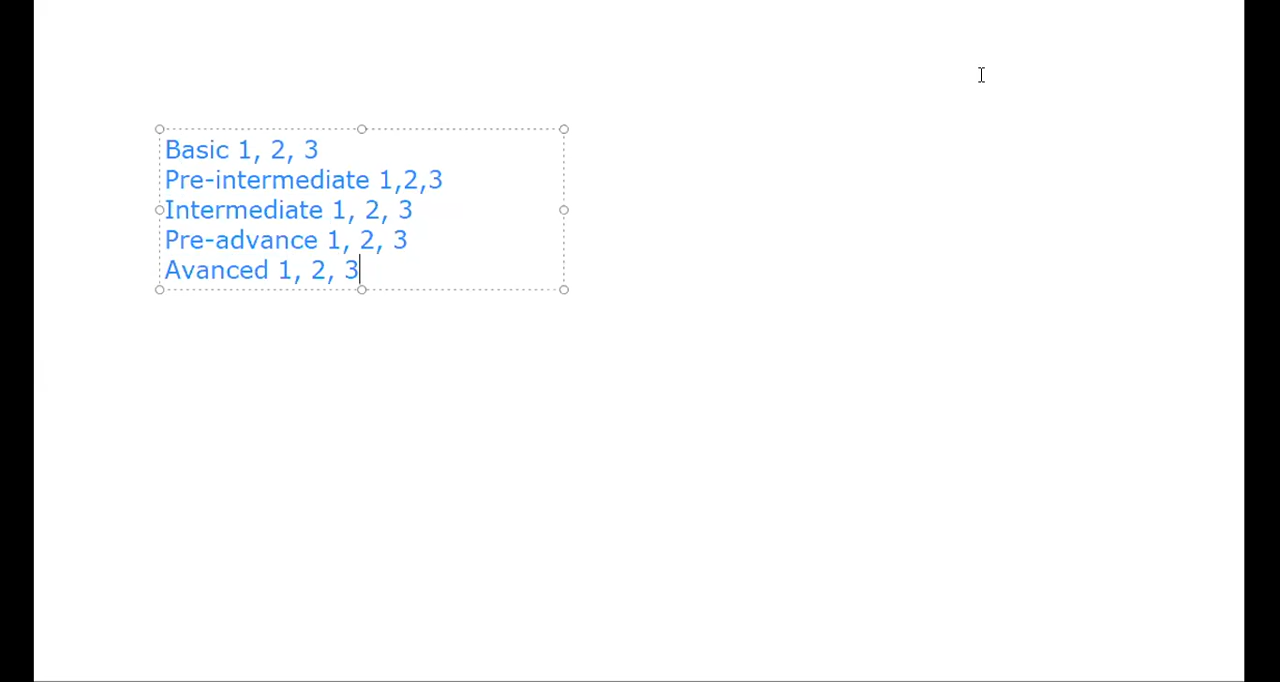 Basic 1, 2, 3
Pre-intermediate 1,2,3
Intermediate 1, 2, 3
Pre-advance 1, 2, 3
Avanced 1, 2, 3